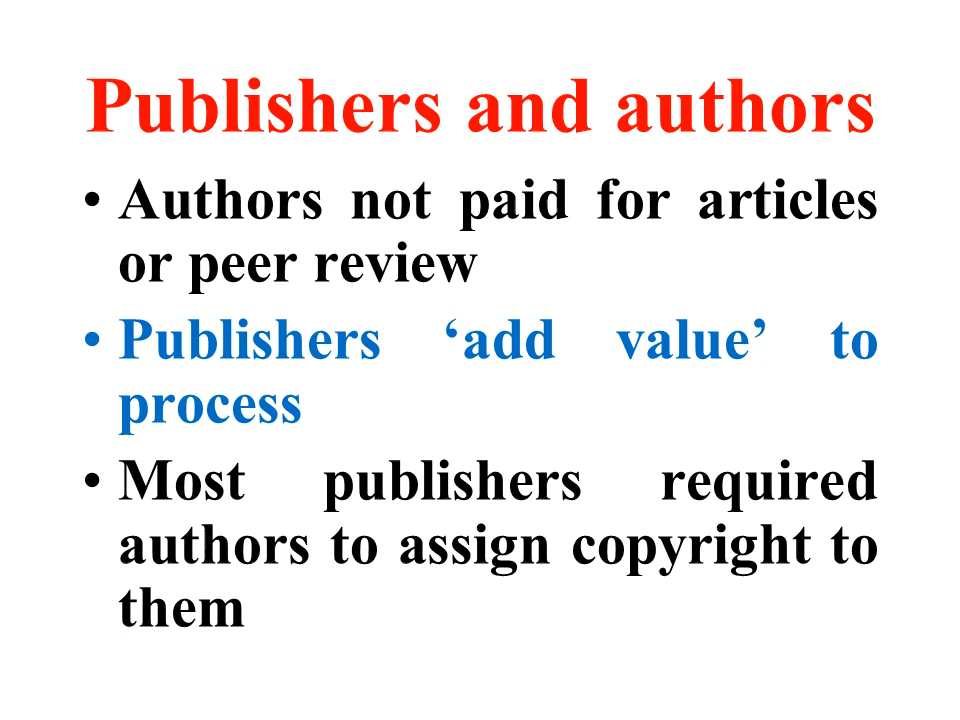 Publishers and authors
• Authors not paid for articles
or peer review
• Publishers ‘add value’ to
process
• Most publishers required
authors to assign copyright to
them